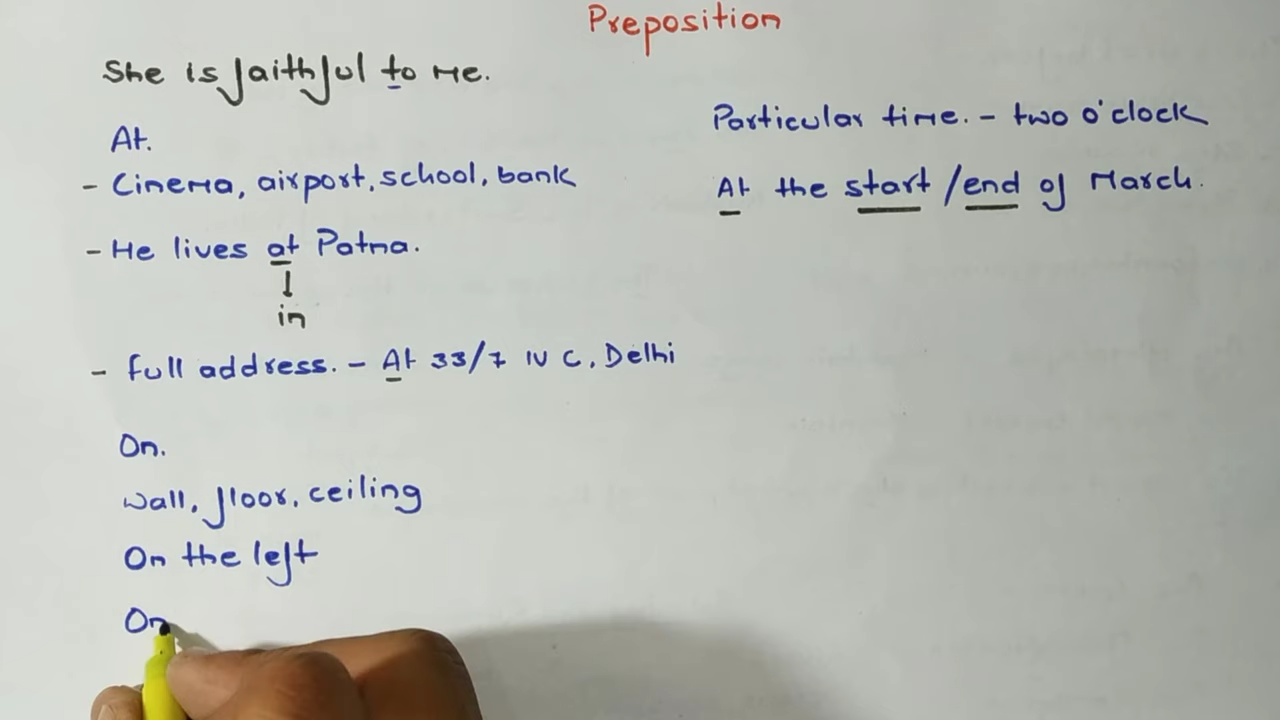 Preposition
She is faithful to me.
At.
- Cinema, airport, school, bank
- He lives at Patna.
in
- full address. - At 33/7 IV C, Delhi
On.
wall, floor, ceiling
On the left
On
Particular time. - two o'clock
At the start / end of March.